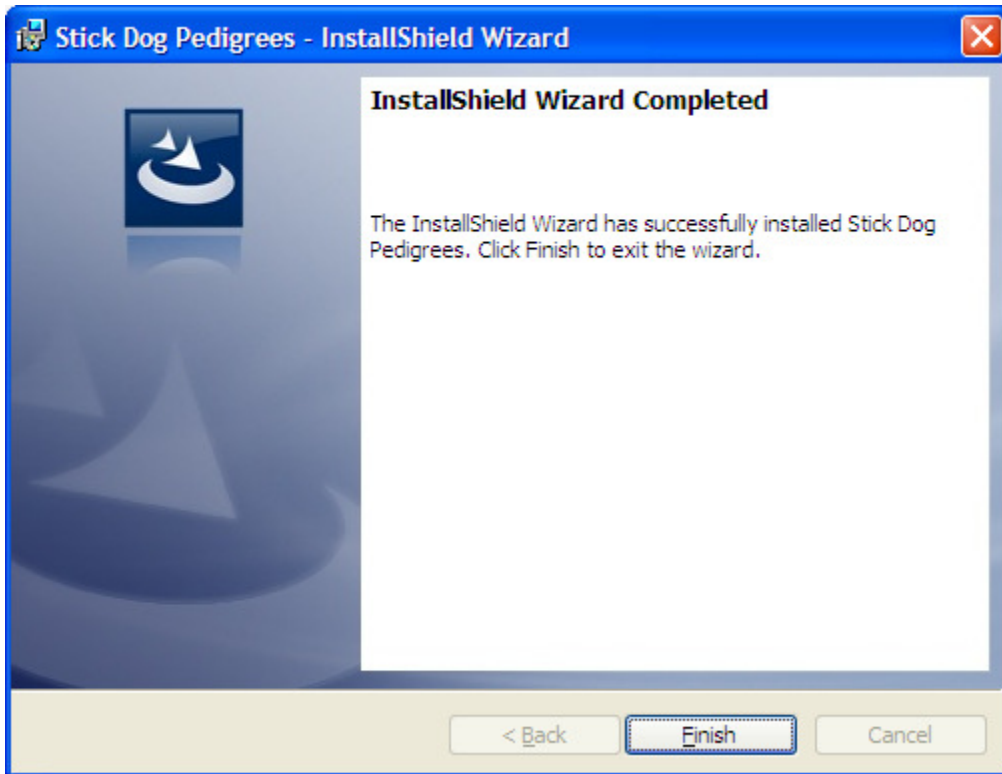 Stick Dog Pedigrees - InstallShield Wizard
InstallShield Wizard Completed
The InstallShield Wizard has successfully installed Stick Dog
Pedigrees. Click Finish to exit the wizard.
< Back
Finish
Cancel